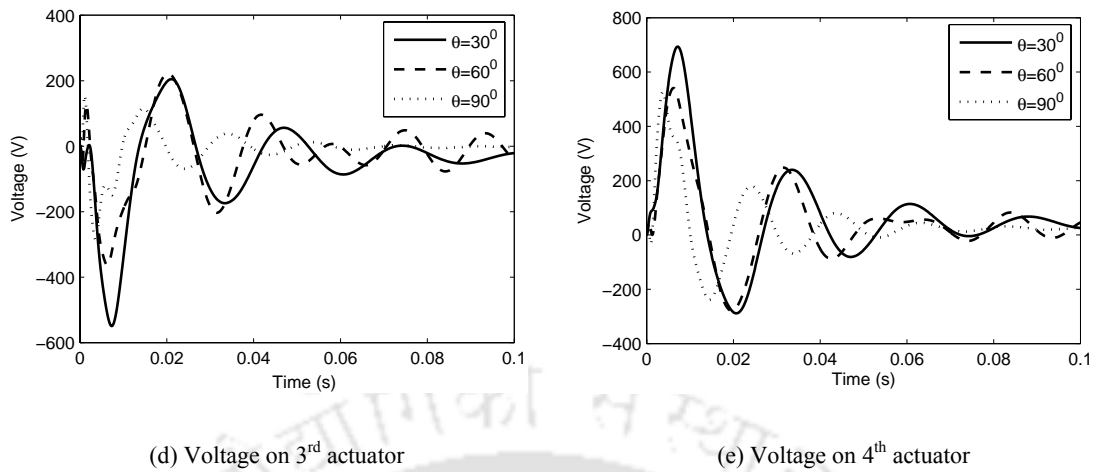 400
200
0
−200
−400
−600
Voltage (V)
0 0.02 0.04 0.06 0.08 0.1
Time (s)
θ=30⁰
θ=60⁰
θ=90⁰
(d) Voltage on 3ʳᵈ actuator
800
600
400
200
0
−200
−400
Voltage (V)
0 0.02 0.04 0.06 0.08 0.1
Time (s)
θ=30⁰
θ=60⁰
θ=90⁰
(e) Voltage on 4ᵗʰ actuator